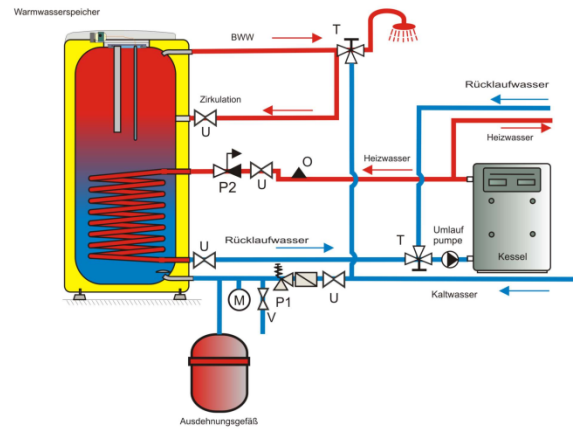 Warmwasserspeicher
BWW
T
Rücklaufwasser
Zirkulation
U
Heizwasser
O
Heizwasser
P2
U
U
Rücklaufwasser
T
Umlauf
pumpe
Kessel
M
P1
U
Kaltwasser
V
Ausdehnungsgefäß